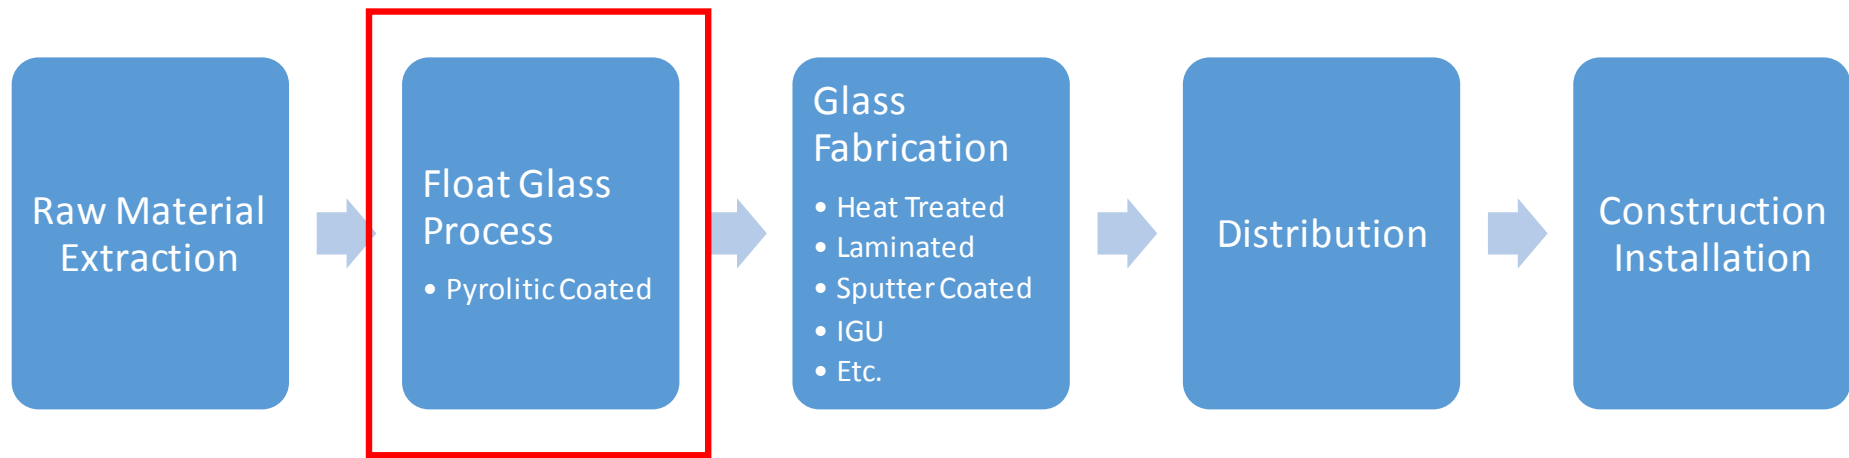 Raw Material
Extraction
Float Glass
Process
• Pyrolitic Coated
Glass
Fabrication
• Heat Treated
• Laminated
• Sputter Coated
• IGU
• Etc.
Distribution
Construction
Installation